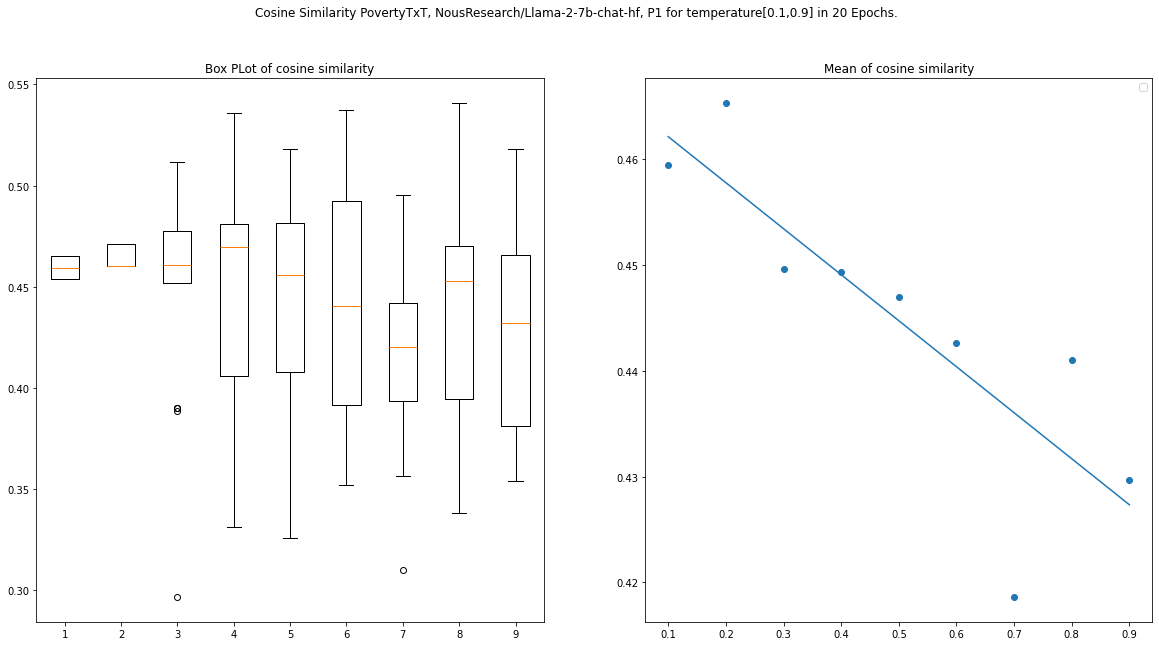 Cosine Similarity PovertyTxT, NousResearch/Llama-2-7b-chat-hf, P1 for temperature[0.1,0.9] in 20 Epochs.
Box PLot of cosine similarity
0.55
0.50
0.45
0.40
0.35
0.30
1 2 3 4 5 6 7 8 9
Mean of cosine similarity
0.46
0.45
0.44
0.43
0.42
0.1 0.2 0.3 0.4 0.5 0.6 0.7 0.8 0.9